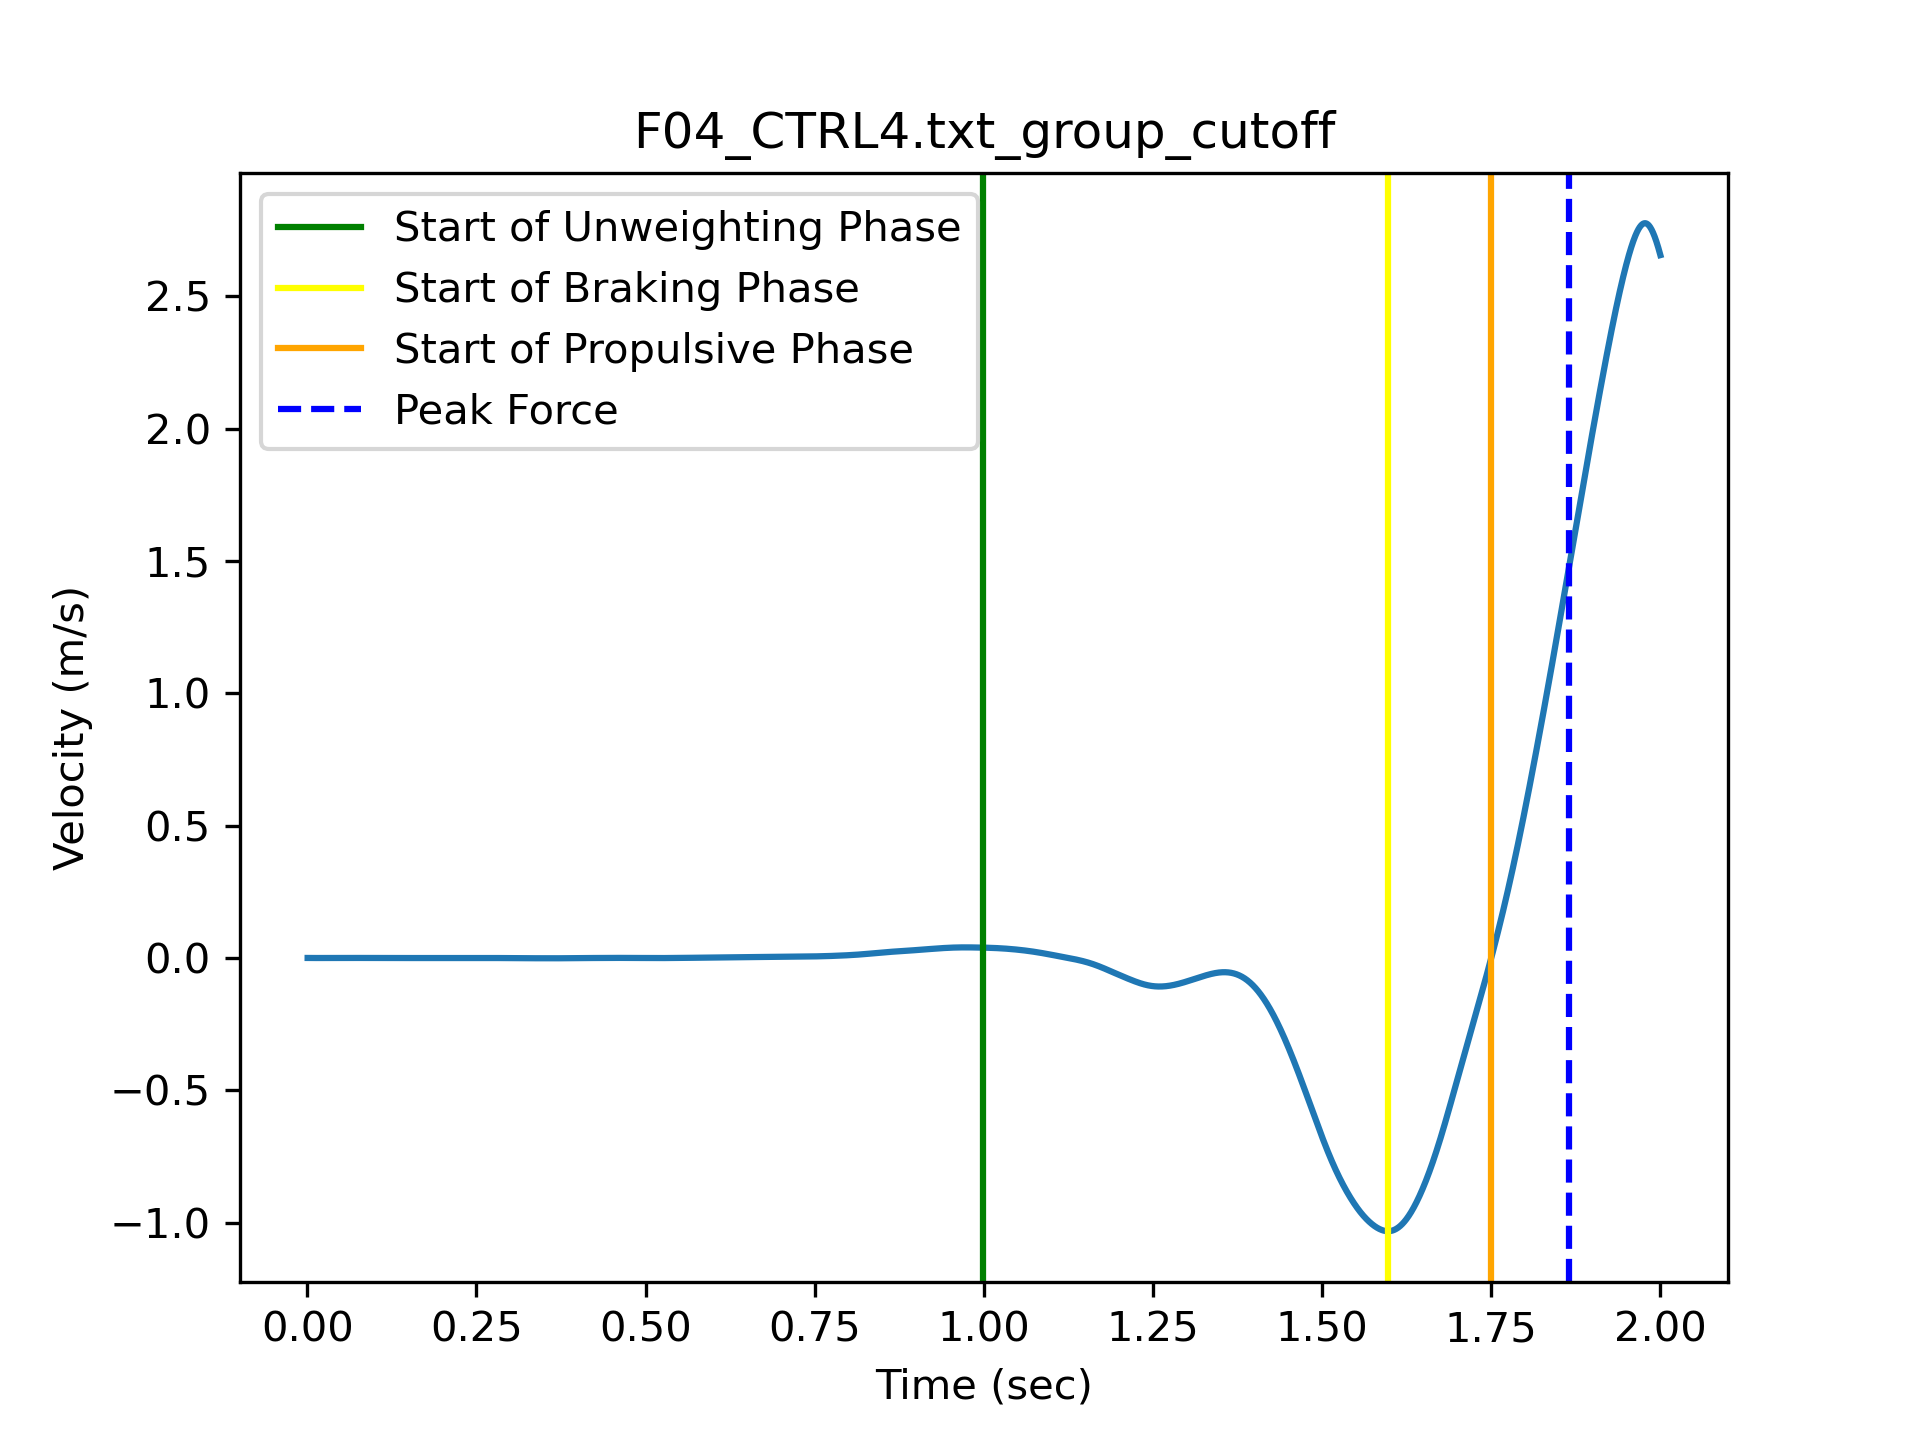 F04_CTRL4.txt_group_cutoff
Start of Unweighting Phase
Start of Braking Phase
Start of Propulsive Phase
Peak Force
2.5
2.0
1.5
1.0
0.5
0.0
−0.5
−1.0
Velocity (m/s)
0.00 0.25 0.50 0.75 1.00 1.25 1.50 1.75 2.00
Time (sec)